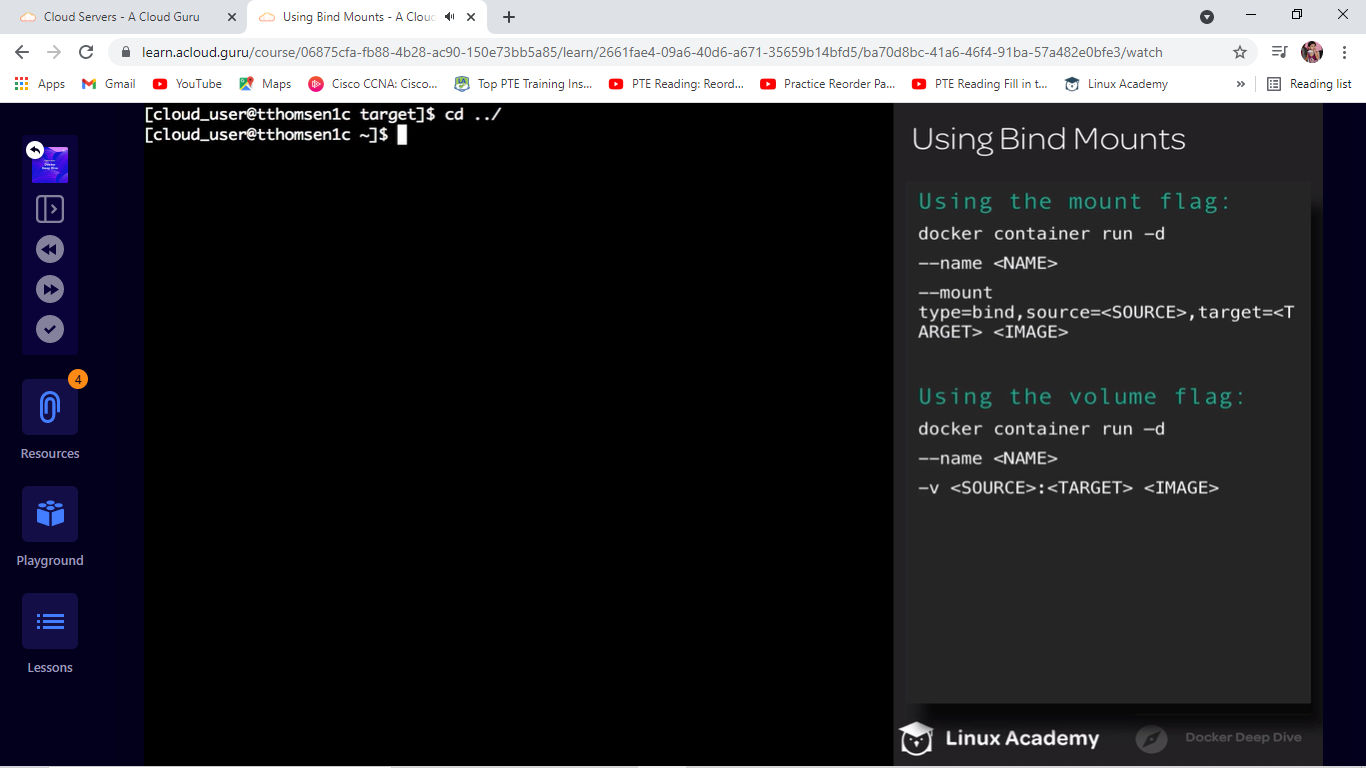 Cloud Servers - A Cloud Guru
Using Bind Mounts - A Clou
learn.acloud.guru/course/06875cfa-fb88-4b28-ac90-150e73bb5a85/learn/2661fae4-09a6-40d6-a671-35659b14bfd5/ba70d8bc-41a6-46f4-91ba-57a482e0bfe3/watch
Apps Gmail YouTube Maps Cisco CCNA: Cisco... Top PTE Training Ins... PTE Reading: Reord... Practice Reorder Pa... PTE Reading Fill in t... Linux Academy » Reading list
[cloud_user@tthomsen1c target]$ cd ../
[cloud_user@tthomsen1c ~]$
Docker
Deep Dive
4
Resources
Playground
Lessons
Using Bind Mounts
Using the mount flag:
docker container run -d
--name <NAME>
--mount
type=bind,source=<SOURCE>,target=<T
ARGET> <IMAGE>
Using the volume flag:
docker container run -d
--name <NAME>
-v <SOURCE>:<TARGET> <IMAGE>
Linux Academy
Docker Deep Dive